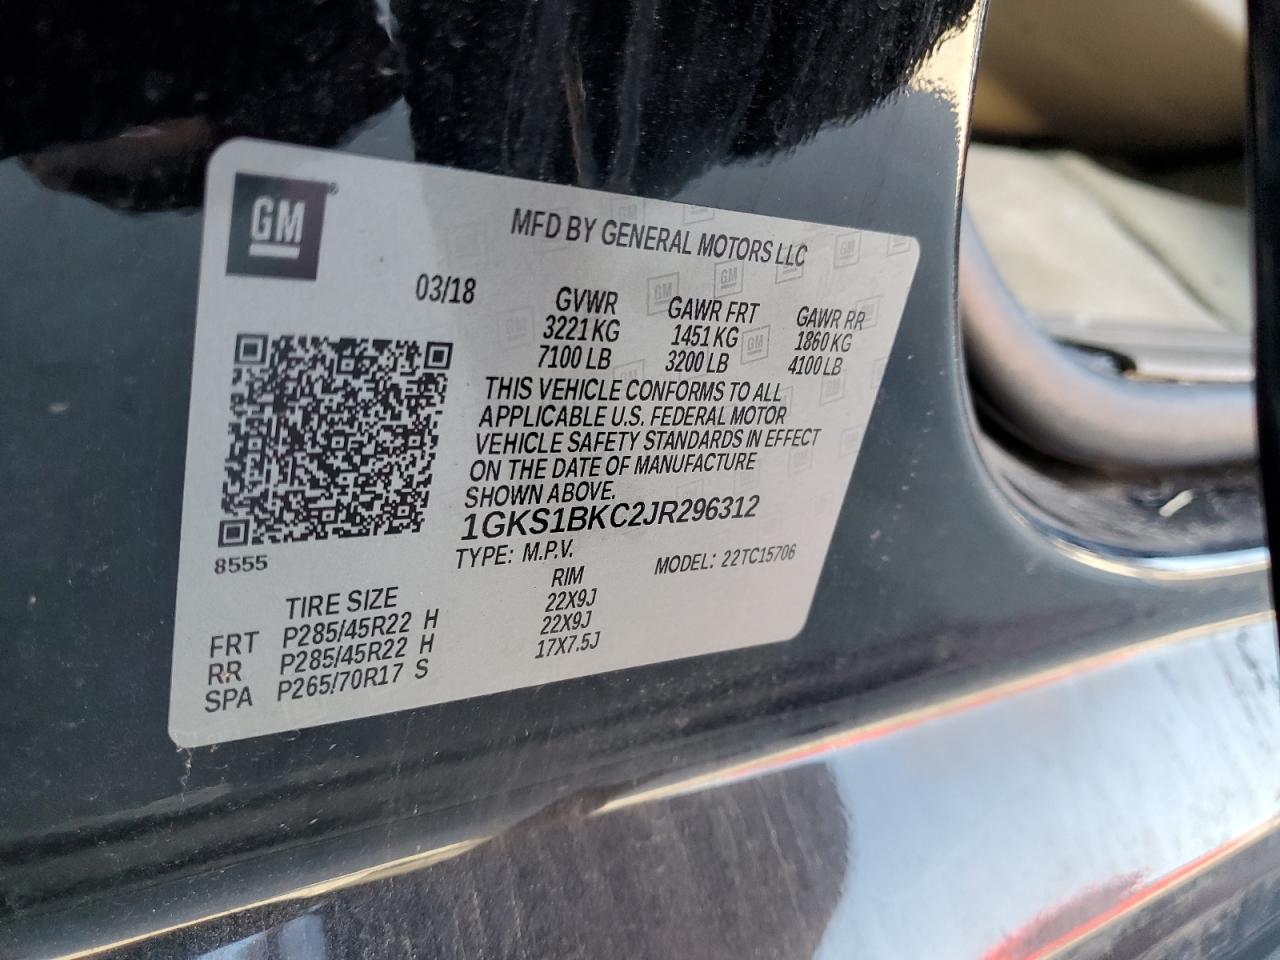 GM ®
MFD BY GENERAL MOTORS LLC
03/18
GVWR GAWR FRT GAWR RR
3221 KG 1451 KG 1860 KG
7100 LB 3200 LB 4100 LB
THIS VEHICLE CONFORMS TO ALL
APPLICABLE U.S. FEDERAL MOTOR
VEHICLE SAFETY STANDARDS IN EFFECT
ON THE DATE OF MANUFACTURE
SHOWN ABOVE.
1GKS1BKC2JR296312
8555
TYPE: M.P.V. MODEL: 22TC15706
TIRE SIZE RIM
FRT P285/45R22 H 22X9J
RR P285/45R22 H 22X9J
SPA P265/70R17 S 17X7.5J